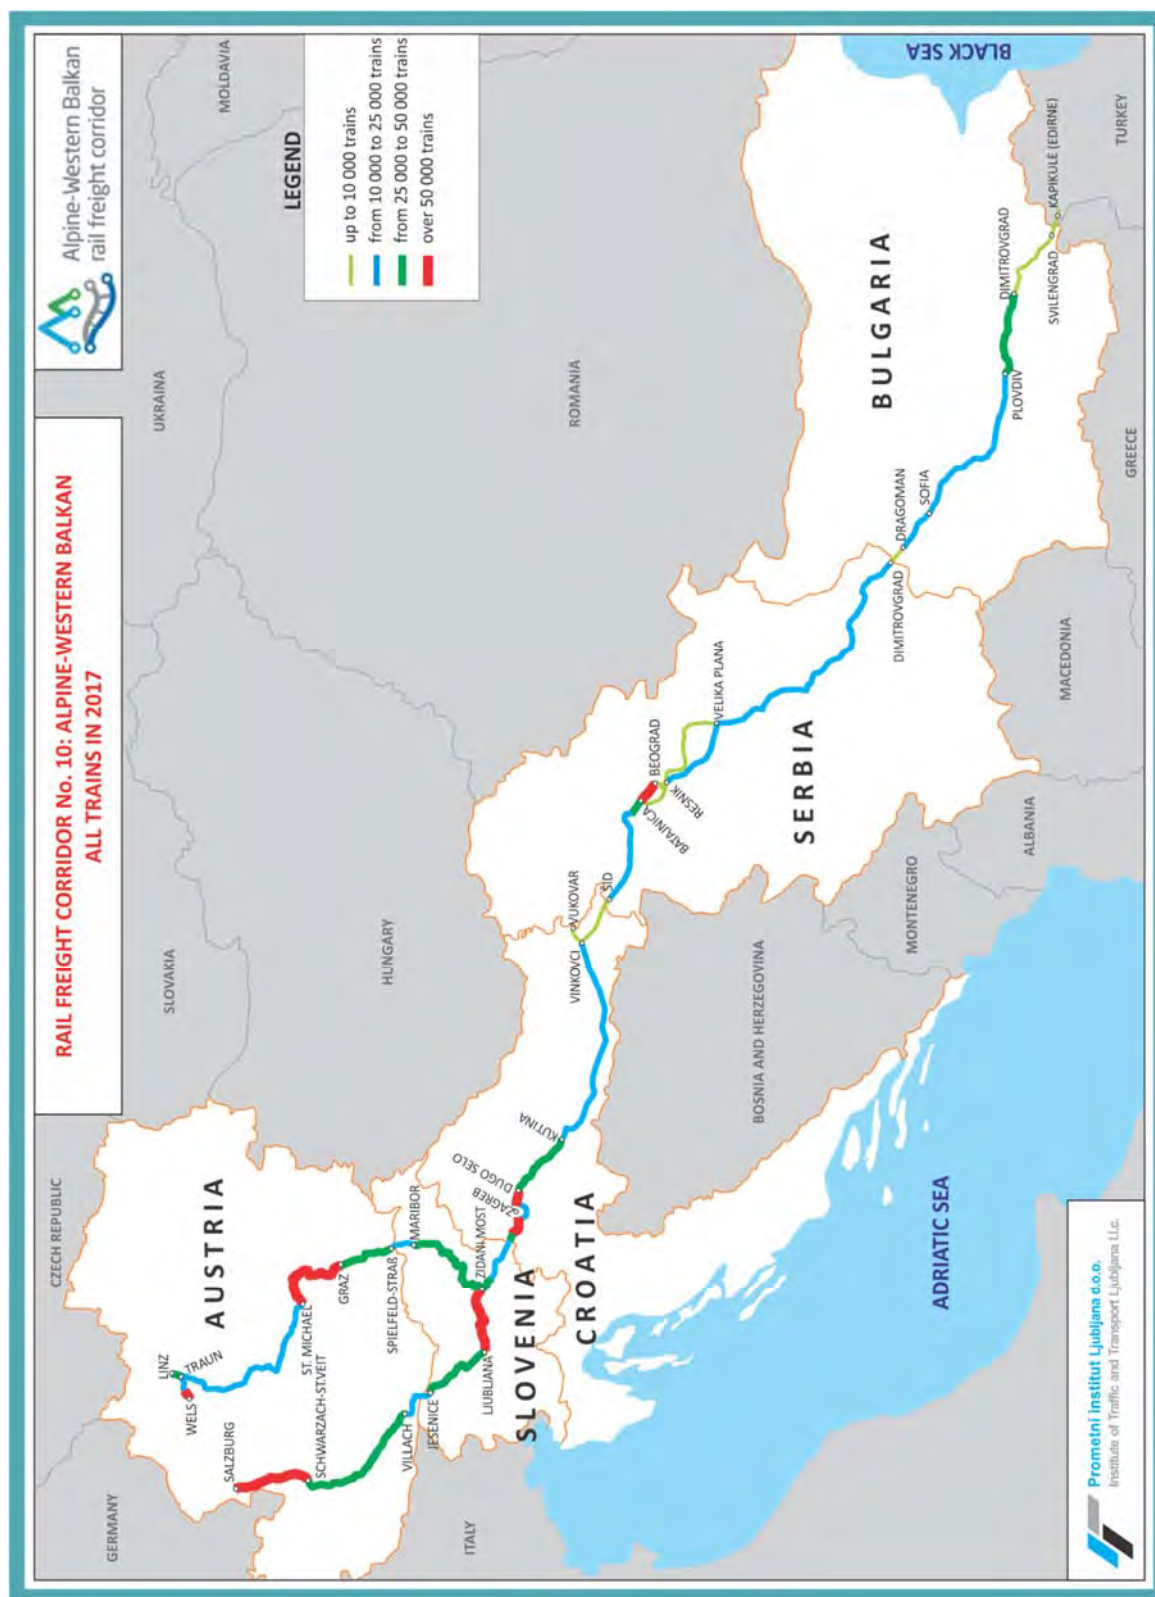 RAIL FREIGHT CORRIDOR No. 10: ALPINE-WESTERN BALKAN
ALL TRAINS IN 2017
Alpine-Western Balkan
rail freight corridor
LEGEND
up to 10 000 trains
from 10 000 to 25 000 trains
from 25 000 to 50 000 trains
over 50 000 trains
CZECH REPUBLIC
SLOVAKIA
UKRAINA
MOLDAVIA
GERMANY
AUSTRIA
HUNGARY
ROMANIA
LINZ
TRAUN
WELS
SALZBURG
ST. MICHAEL
SCHWARZACH-ST.VEIT
GRAZ
SPIELFELD-STRAß
MARIBOR
VILLACH
JESENICE
LJUBLJANA
ZIDANI MOST
ITALY
SLOVENIA
ZAGREB
DUGO SELO
KUTINA
CROATIA
VINKOVCI
VUKOVAR
ŠID
BATAJNICA
BEOGRAD
RESNIK
VELIKA PLANA
SERBIA
DIMITROVGRAD
DRAGOMAN
SOFIA
BULGARIA
PLOVDIV
DIMITROVGRAD
SVILENGRAD
KAPIKULE (EDIRNE)
BLACK SEA
TURKEY
GREECE
MACEDONIA
ALBANIA
MONTENEGRO
BOSNIA AND HERZEGOVINA
ADRIATIC SEA
Prometni institut Ljubljana d.o.o.
Institute of Traffic and Transport Ljubljana l.l.c.